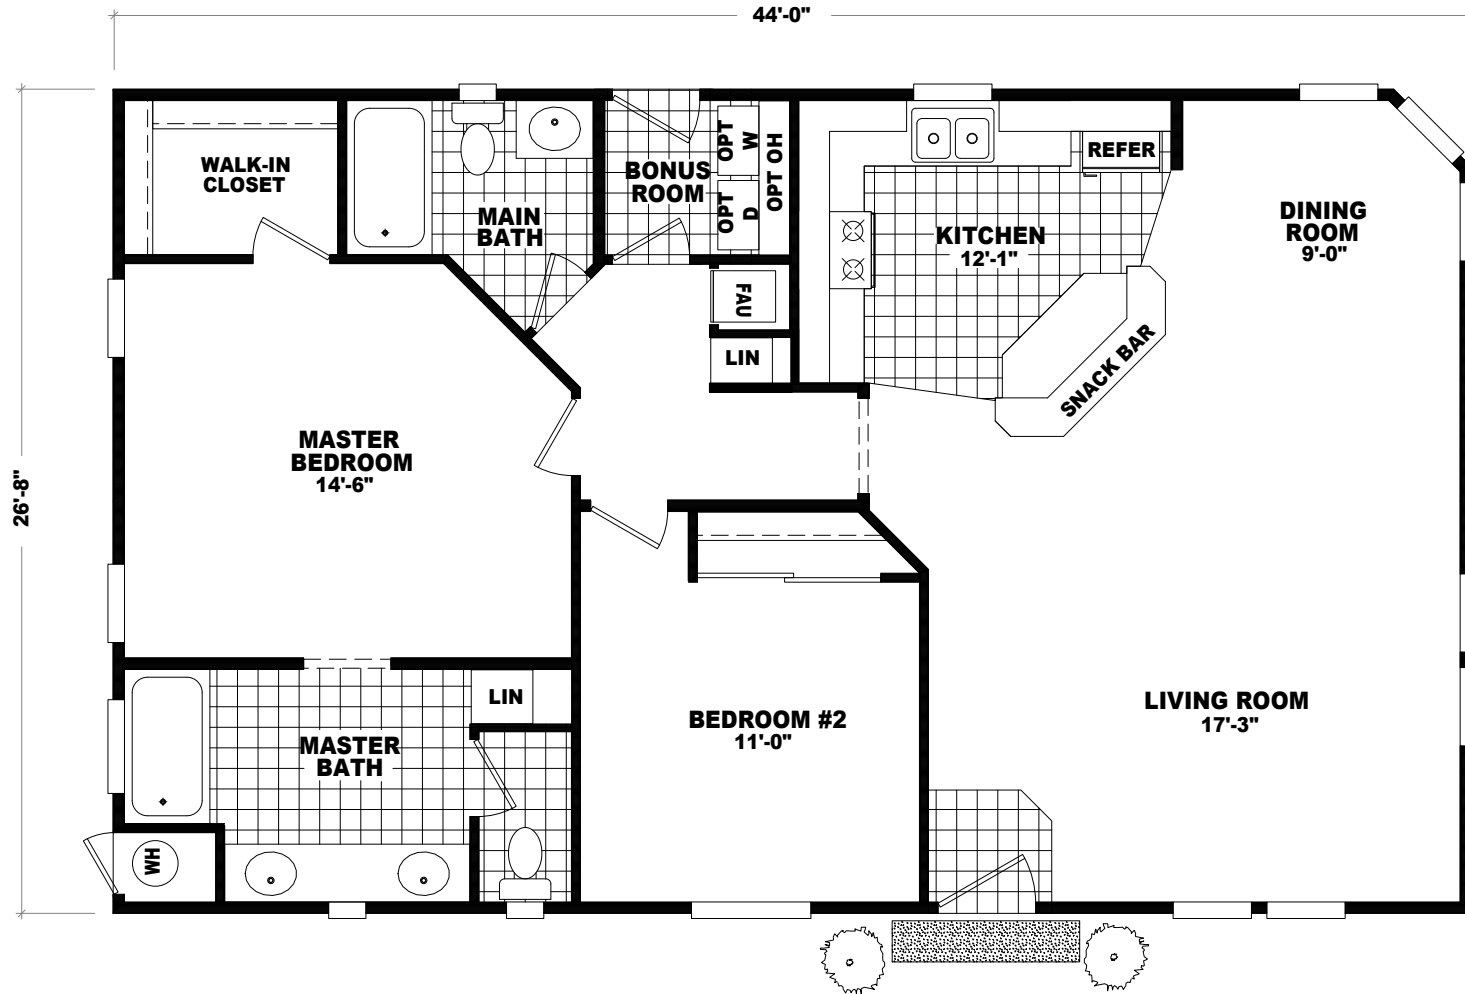 44'-0"
26'-8"
WALK-IN
CLOSET
MAIN
BATH
BONUS
ROOM
OPT
W
OPT
D
OPT OH
REFER
KITCHEN
12'-1"
DINING
ROOM
9'-0"
FAU
LIN
SNACK BAR
MASTER
BEDROOM
14'-6"
LIN
MASTER
BATH
WH
BEDROOM #2
11'-0"
LIVING ROOM
17'-3"